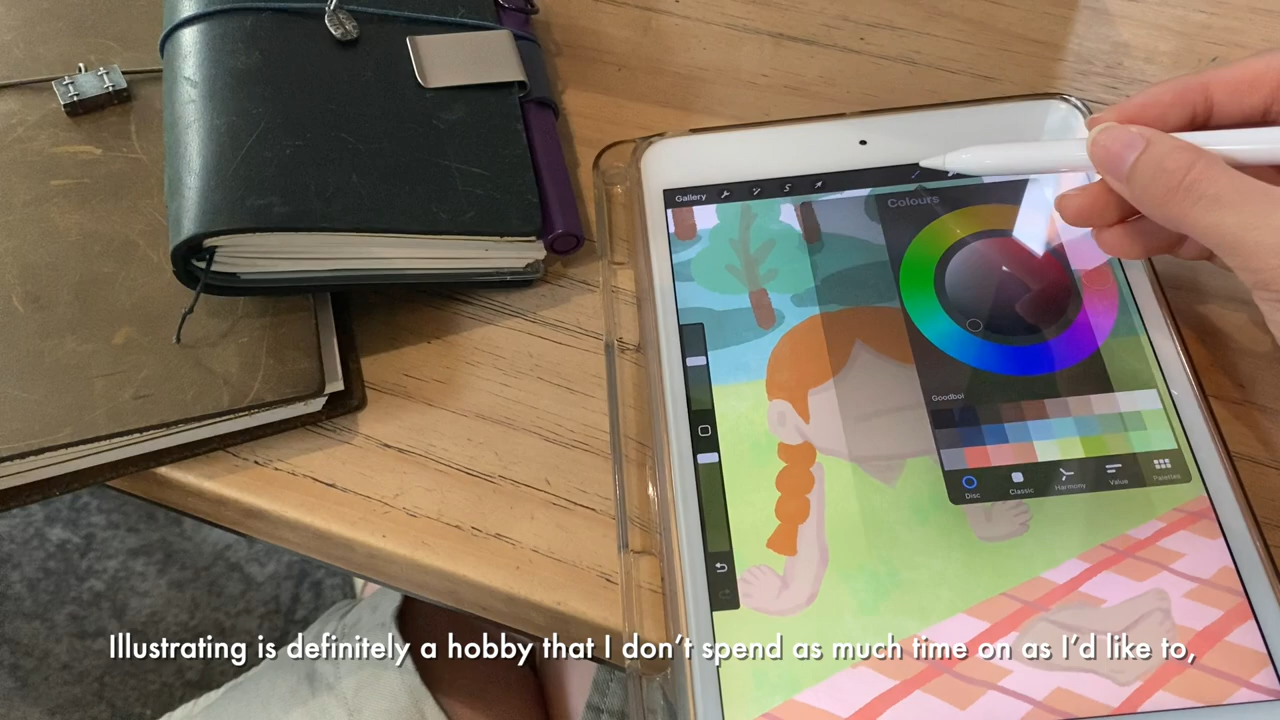 Gallery
Colours
Goodbol
Disc
Classic
Harmony
Value
Palettes
Illustrating is definitely a hobby that I don't spend as much time on as I'd like to,